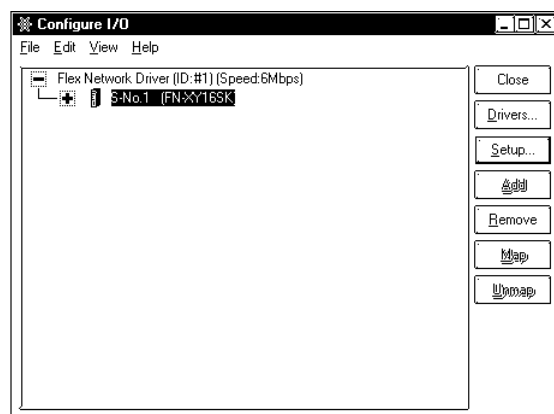 Configure I/O
File Edit View Help
Flex Network Driver (ID:#1) (Speed:6Mbps)
S-No.1 (FN-XY16SK)
Close
Drivers...
Setup...
Add
Remove
Map
Unmap